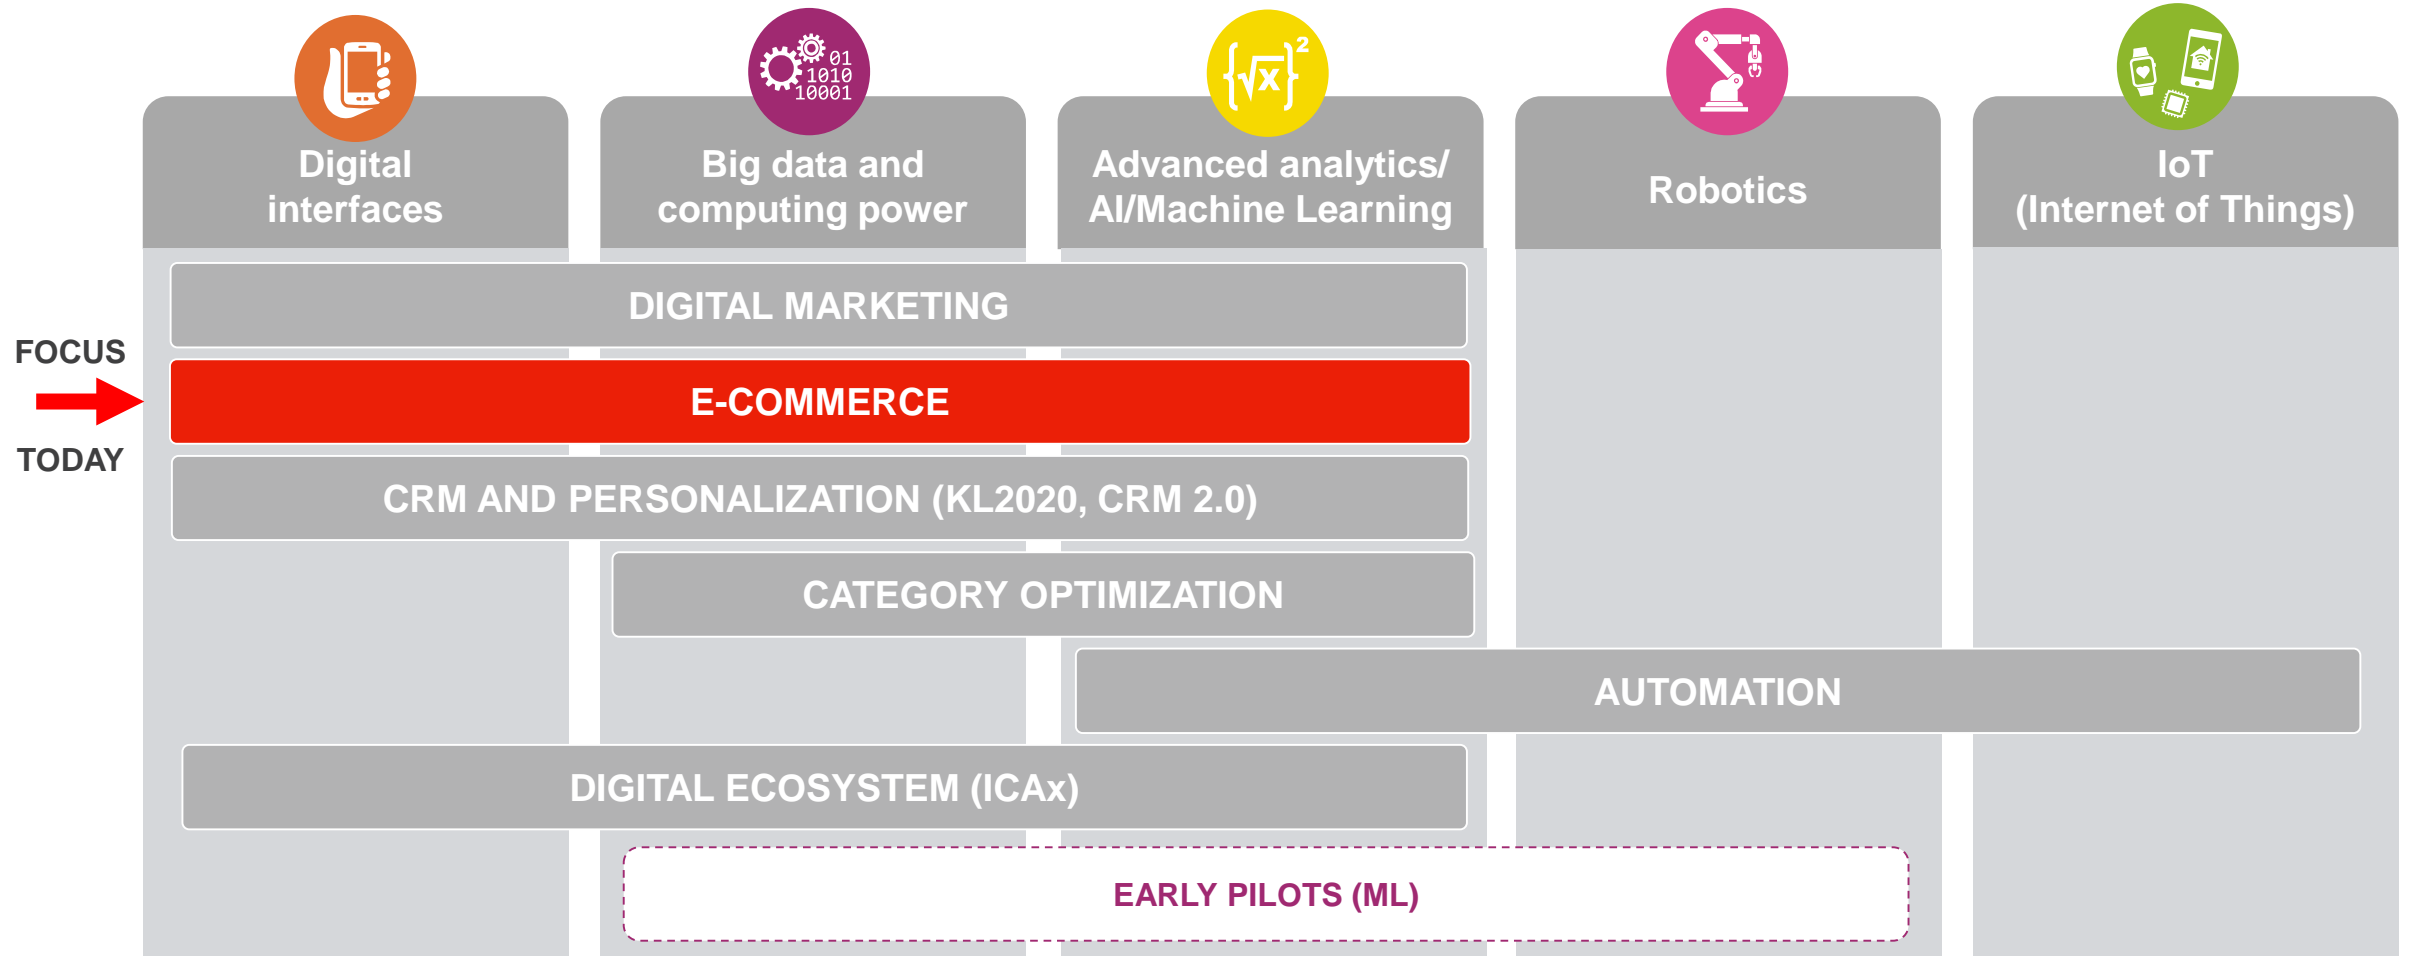 01
1010
10001
{√x}²
Digital
interfaces
Big data and
computing power
Advanced analytics/
AI/Machine Learning
Robotics
IoT
(Internet of Things)
DIGITAL MARKETING
FOCUS
E-COMMERCE
TODAY
CRM AND PERSONALIZATION (KL2020, CRM 2.0)
CATEGORY OPTIMIZATION
AUTOMATION
DIGITAL ECOSYSTEM (ICAx)
EARLY PILOTS (ML)